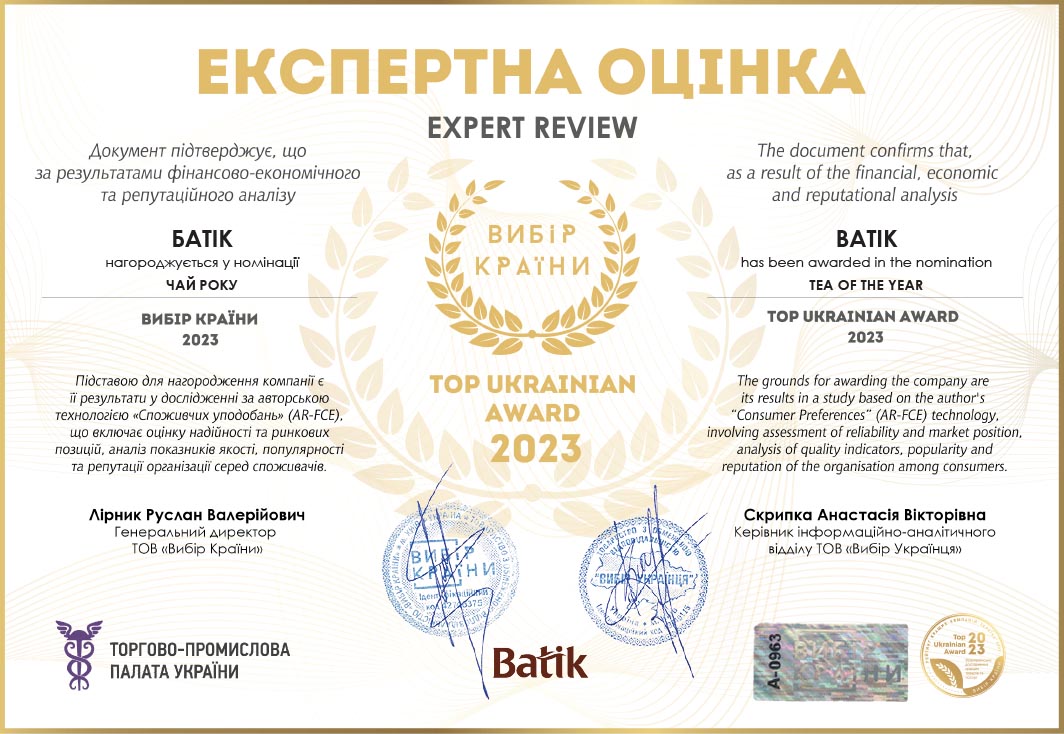 ЕКСПЕРТНА ОЦІНКА
EXPERT REVIEW
Документ підтверджує, що
за результатами фінансово-економічного
та репутаційного аналізу
БАТІК
нагороджується у номінації
ЧАЙ РОКУ
ВИБІР КРАЇНИ
2023
Підставою для нагородження компанії є
її результати у дослідженні за авторською
технологією «Споживчих уподобань» (AR-FCE),
що включає оцінку надійності та ринкових
позицій, аналіз показників якості, популярності
та репутації організації серед споживачів.
Лірник Руслан Валерійович
Генеральний директор
ТОВ «Вибір Країни»
ВИБІР
КРАЇНИ
TOP UKRAINIAN
AWARD
2023
The document confirms that,
as a result of the financial, economic
and reputational analysis
BATIK
has been awarded in the nomination
TEA OF THE YEAR
TOP UKRAINIAN AWARD
2023
The grounds for awarding the company are
its results in a study based on the author's
“Consumer Preferences” (AR-FCE) technology,
involving assessment of reliability and market position,
analysis of quality indicators, popularity and
reputation of the organisation among consumers.
Скрипка Анастасія Вікторівна
Керівник інформаційно-аналітичного
відділу ТОВ «Вибір Українця»
ВИБІР
КРАЇНИ
Ідентифікаційний
код
"ВИБІР УКРАЇНЦЯ"
ТОРГОВО-ПРОМИСЛОВА
ПАЛАТА УКРАЇНИ
Batik
A-0963
ВИБІР
КРАЇНИ
Top
Ukrainian
Award
2023